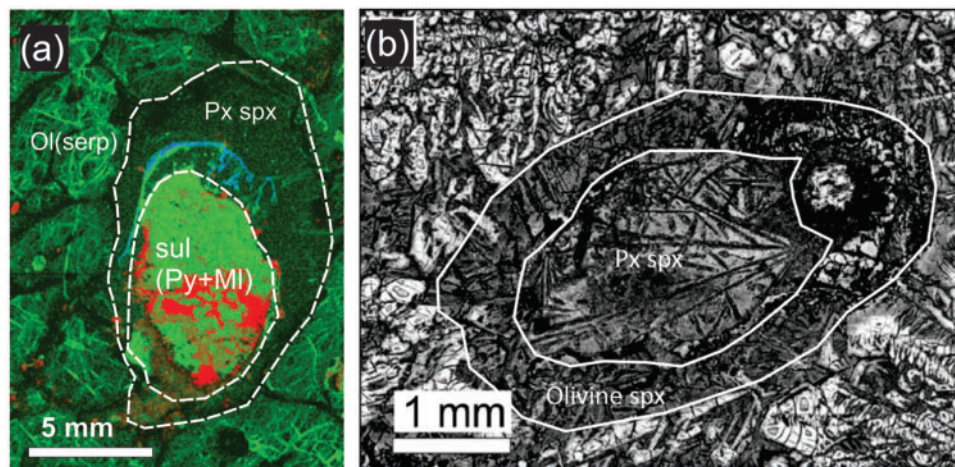 (a)
Px spx
Ol(serp)
sul
(Py+Ml)
5 mm
(b)
Px spx
Olivine spx
1 mm